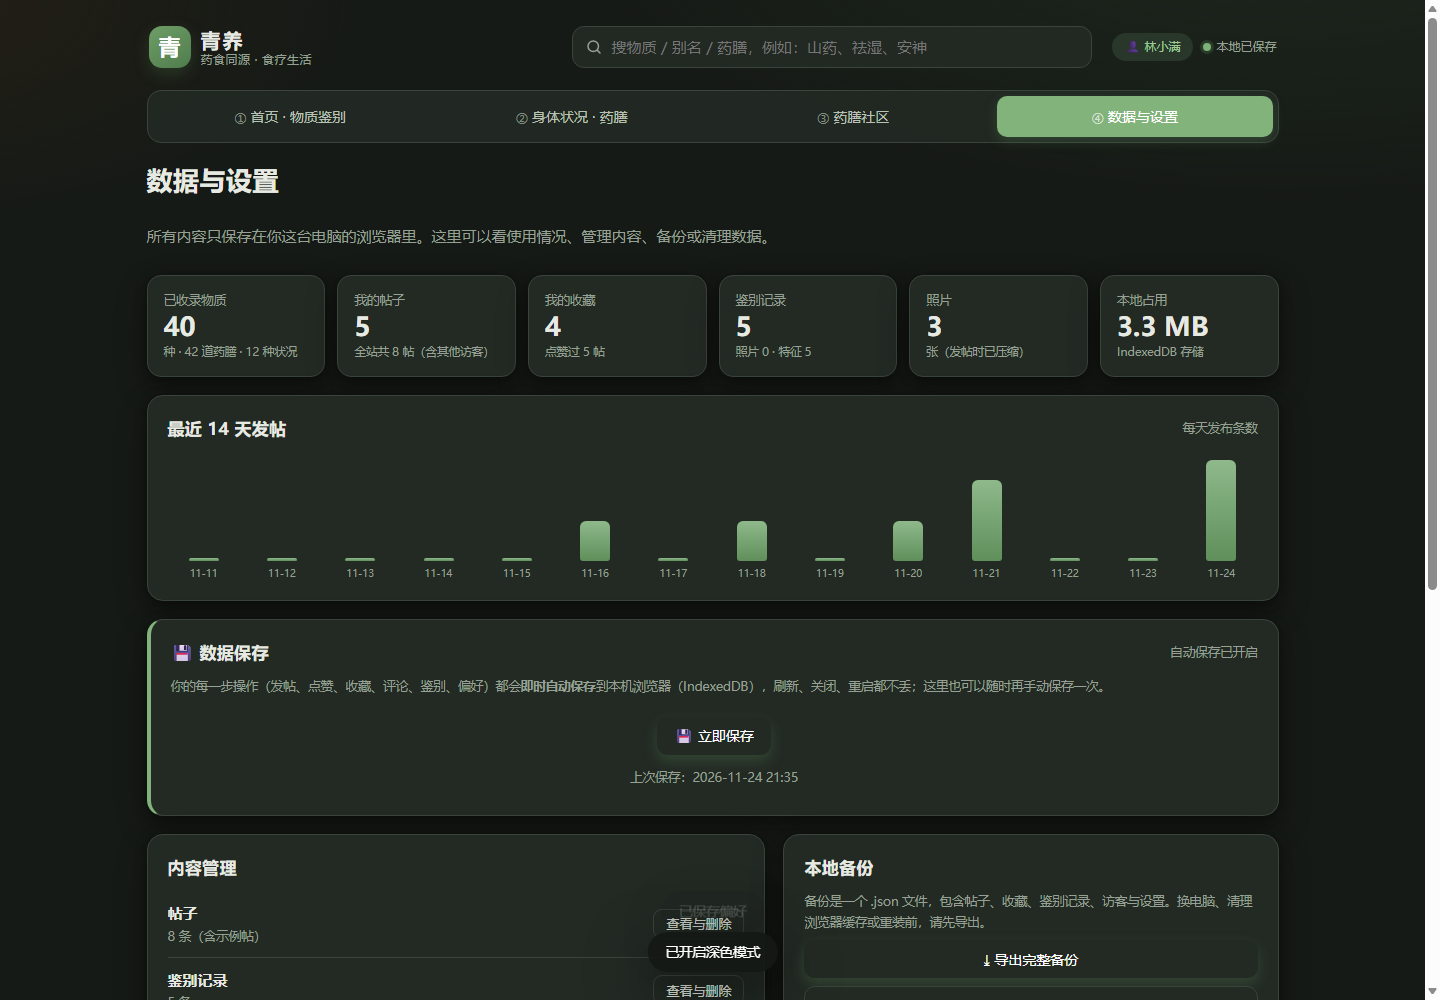 青
青养
药食同源 · 食疗生活
搜物质 / 别名 / 药膳，例如：山药、祛湿、安神
林小满
本地已保存
① 首页 · 物质鉴别
② 身体状况 · 药膳
③ 药膳社区
④ 数据与设置
数据与设置
所有内容只保存在你这台电脑的浏览器里。这里可以看使用情况、管理内容、备份或清理数据。
已收录物质
40
种 · 42 道药膳 · 12 种状况
我的帖子
5
全站共 8 帖（含其他访客）
我的收藏
4
点赞过 5 帖
鉴别记录
5
照片 0 · 特征 5
照片
3
张（发帖时已压缩）
本地占用
3.3 MB
IndexedDB 存储
最近 14 天发帖
每天发布条数
11-11
11-12
11-13
11-14
11-15
11-16
11-17
11-18
11-19
11-20
11-21
11-22
11-23
11-24
数据保存
自动保存已开启
你的每一步操作（发帖、点赞、收藏、评论、鉴别、偏好）都会即时自动保存到本机浏览器（IndexedDB），刷新、关闭、重启都不丢；这里也可以随时再手动保存一次。
立即保存
上次保存：2026-11-24 21:35
内容管理
帖子
8 条（含示例帖）
已保存偏好
查看与删除
已开启深色模式
鉴别记录
5 条
查看与删除
本地备份
备份是一个 .json 文件，包含帖子、收藏、鉴别记录、访客与设置。换电脑、清理
浏览器缓存或重装前，请先导出。
⤓ 导出完整备份